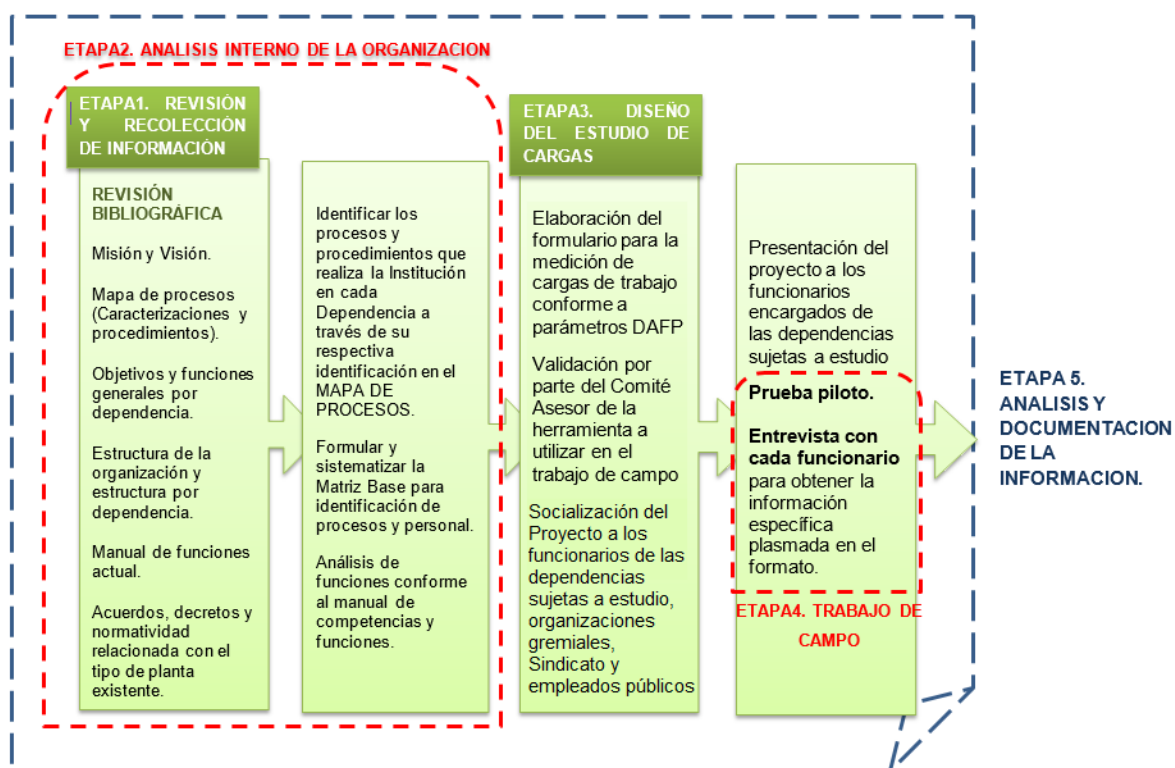 ETAPA2. ANALISIS INTERNO DE LA ORGANIZACION
ETAPA1. REVISIÓN
Y RECOLECCIÓN
DE INFORMACIÓN
REVISIÓN
BIBLIOGRÁFICA
Misión y Visión.
Mapa de procesos
(Caracterizaciones y
procedimientos).
Objetivos y funciones
generales por
dependencia.
Estructura de la
organización y
estructura por
dependencia.
Manual de funciones
actual.
Acuerdos, decretos y
normatividad
relacionada con el
tipo de planta
existente.
Identificar los
procesos y
procedimientos que
realiza la Institución
en cada
Dependencia a
través de su
respectiva
identificación en el
MAPA DE
PROCESOS.
Formular y
sistematizar la
Matriz Base para
identificación de
procesos y personal.
Análisis de
funciones conforme
al manual de
competencias y
funciones.
ETAPA3. DISEÑO
DEL ESTUDIO DE
CARGAS
Elaboración del
formulario para la
medición de
cargas de trabajo
conforme a
parámetros DAFP
Validación por
parte del Comité
Asesor de la
herramienta a
utilizar en el
trabajo de campo
Socialización del
Proyecto a los
funcionarios de las
dependencias
sujetas a estudio,
organizaciones
gremiales,
Sindicato y
empleados públicos
Presentación del
proyecto a los
funcionarios
encargados de
las dependencias
sujetas a estudio
Prueba piloto.
Entrevista con
cada funcionario
para obtener la
información
específica
plasmada en el
formato.
ETAPA4. TRABAJO DE
CAMPO
ETAPA 5.
ANALISIS Y
DOCUMENTACION
DE LA
INFORMACION.